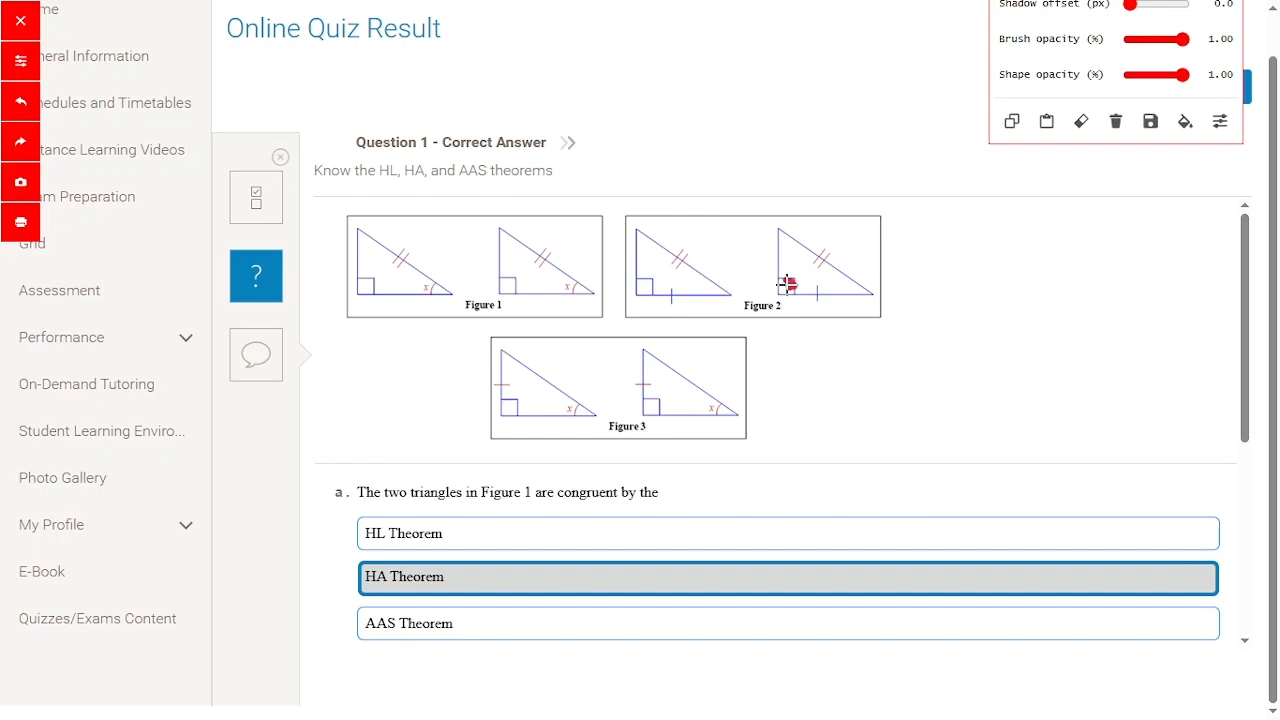 me
neral Information
hedules and Timetables
tance Learning Videos
m Preparation
Grid
Assessment
Performance
On-Demand Tutoring
Student Learning Enviro...
Photo Gallery
My Profile
E-Book
Quizzes/Exams Content
Online Quiz Result
Shadow offset (px) 0.0
Brush opacity (%) 1.00
Shape opacity (%) 1.00
Question 1 - Correct Answer
Know the HL, HA, and AAS theorems
?
x x
Figure 1
Figure 2
x x
Figure 3
a. The two triangles in Figure 1 are congruent by the
HL Theorem
HA Theorem
AAS Theorem